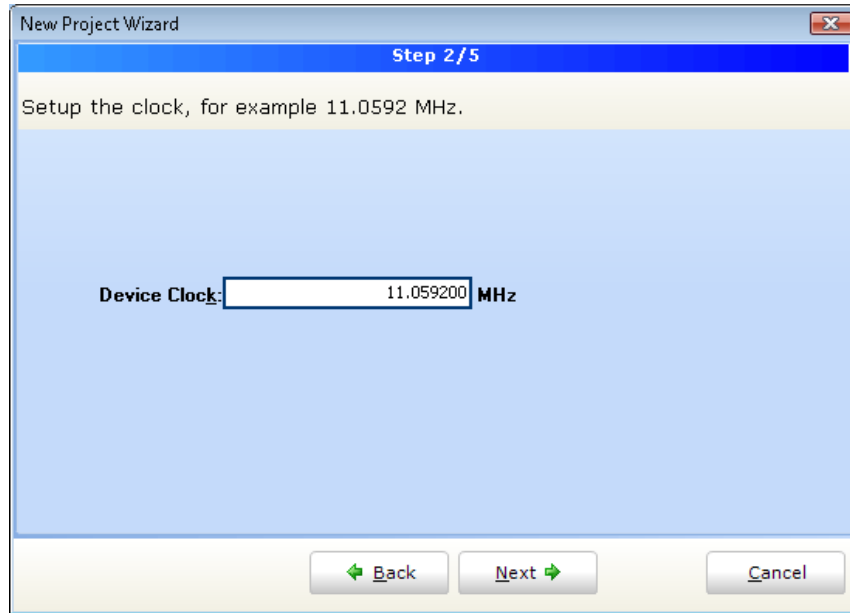 New Project Wizard
Step 2/5
Setup the clock, for example 11.0592 MHz.
Device Clock: 11.059200 MHz
Back Next Cancel